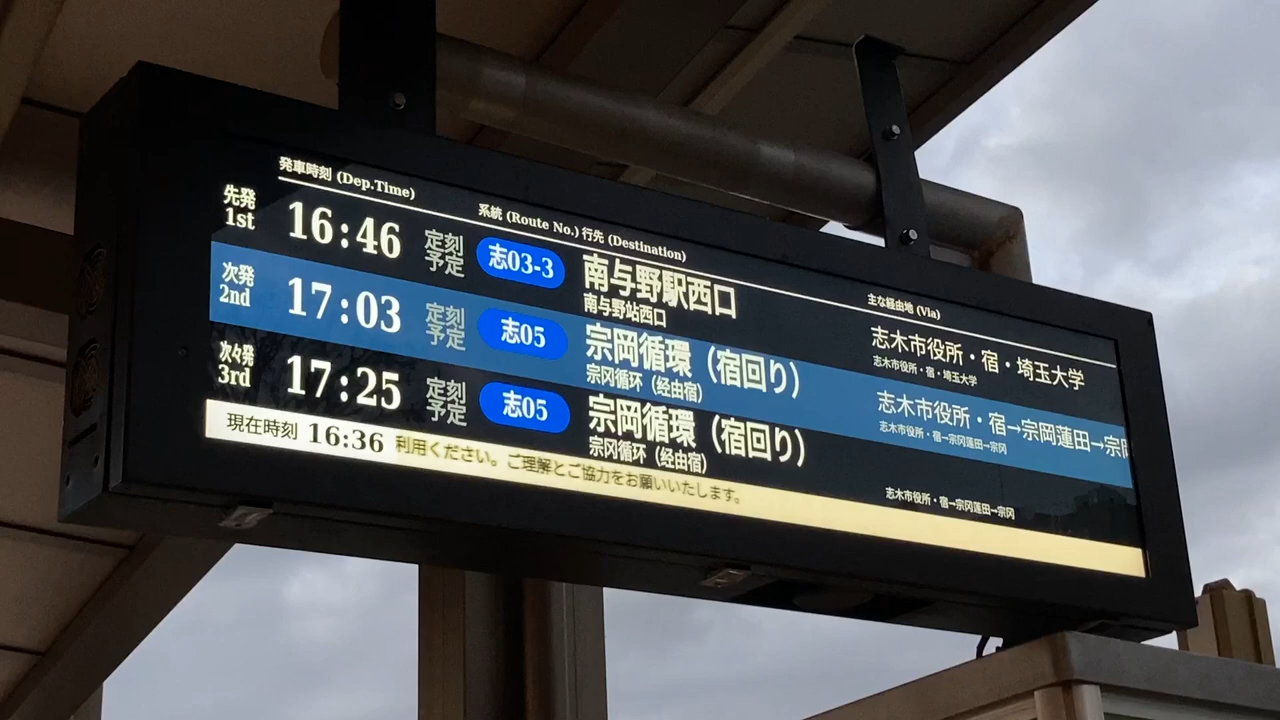 発車時刻 (Dep.Time) 系統 (Route No.) 行先 (Destination) 主な経由地 (Via)
先発 1st 16:46 定刻予定 志03-3 南与野駅西口 志木市役所・宿・埼玉大学
南与野站西口 志木市役所・宿・埼玉大学
次発 2nd 17:03 定刻予定 志05 宗岡循環（宿回り） 志木市役所・宿→宗岡蓮田→宗
宗冈循环（经由宿） 志木市役所・宿→宗冈莲田→宗冈
次々発 3rd 17:25 定刻予定 志05 宗岡循環（宿回り）
宗冈循环（经由宿） 志木市役所・宿→宗冈莲田→宗冈
現在時刻 16:36 利用ください。ご理解とご協力をお願いいたします。